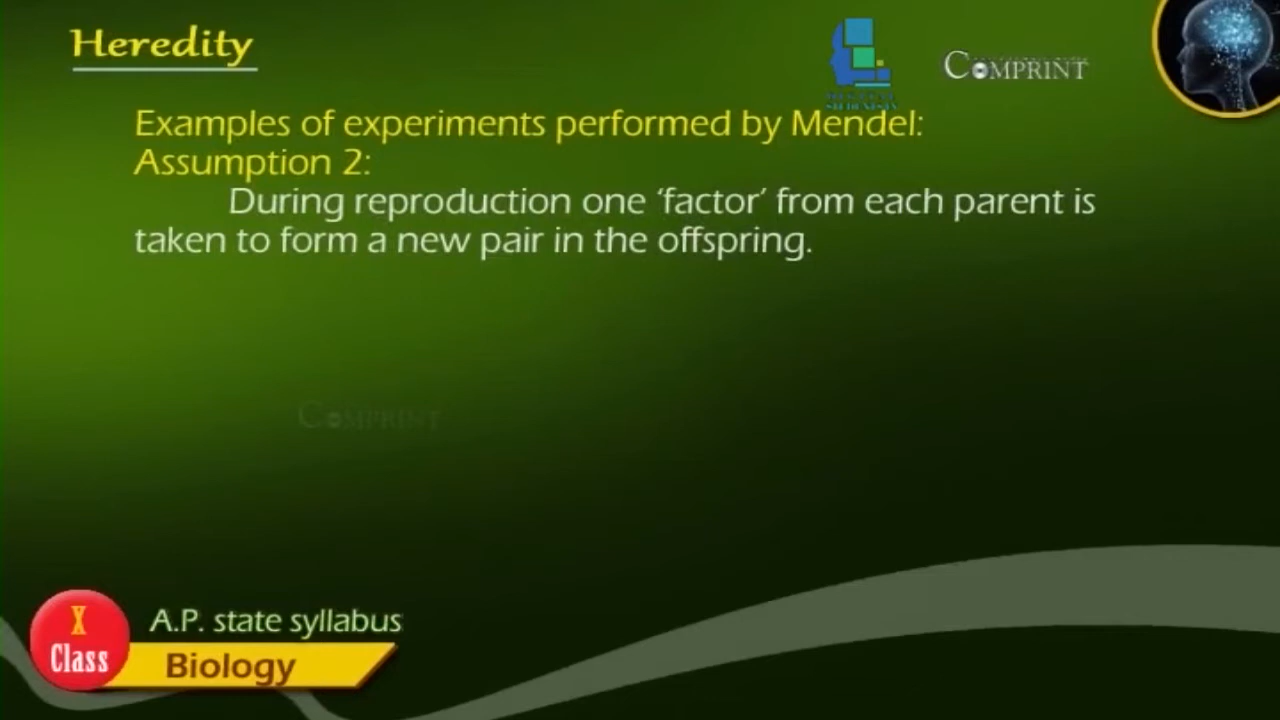 Heredity
COMPRINT
Examples of experiments performed by Mendel:
Assumption 2:
During reproduction one ‘factor’ from each parent is
taken to form a new pair in the offspring.
COMPRINT
A.P. state syllabus
X
Class
Biology